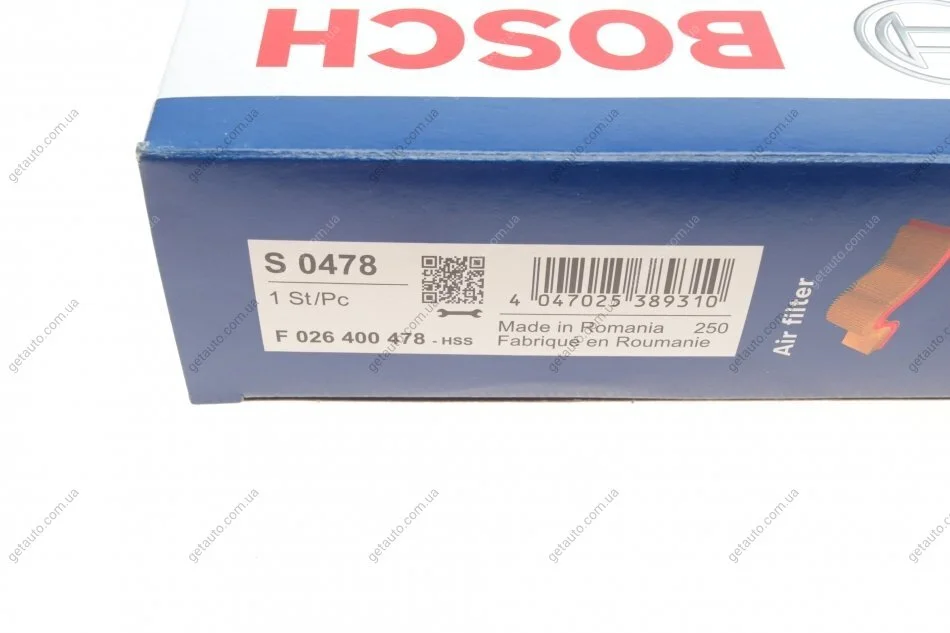 BOSCH
S 0478
1 St/Pc
F 026 400 478 - HSS
4 047025 389310
Made in Romania 250
Fabriqué en Roumanie
Air filter
getauto.com.ua